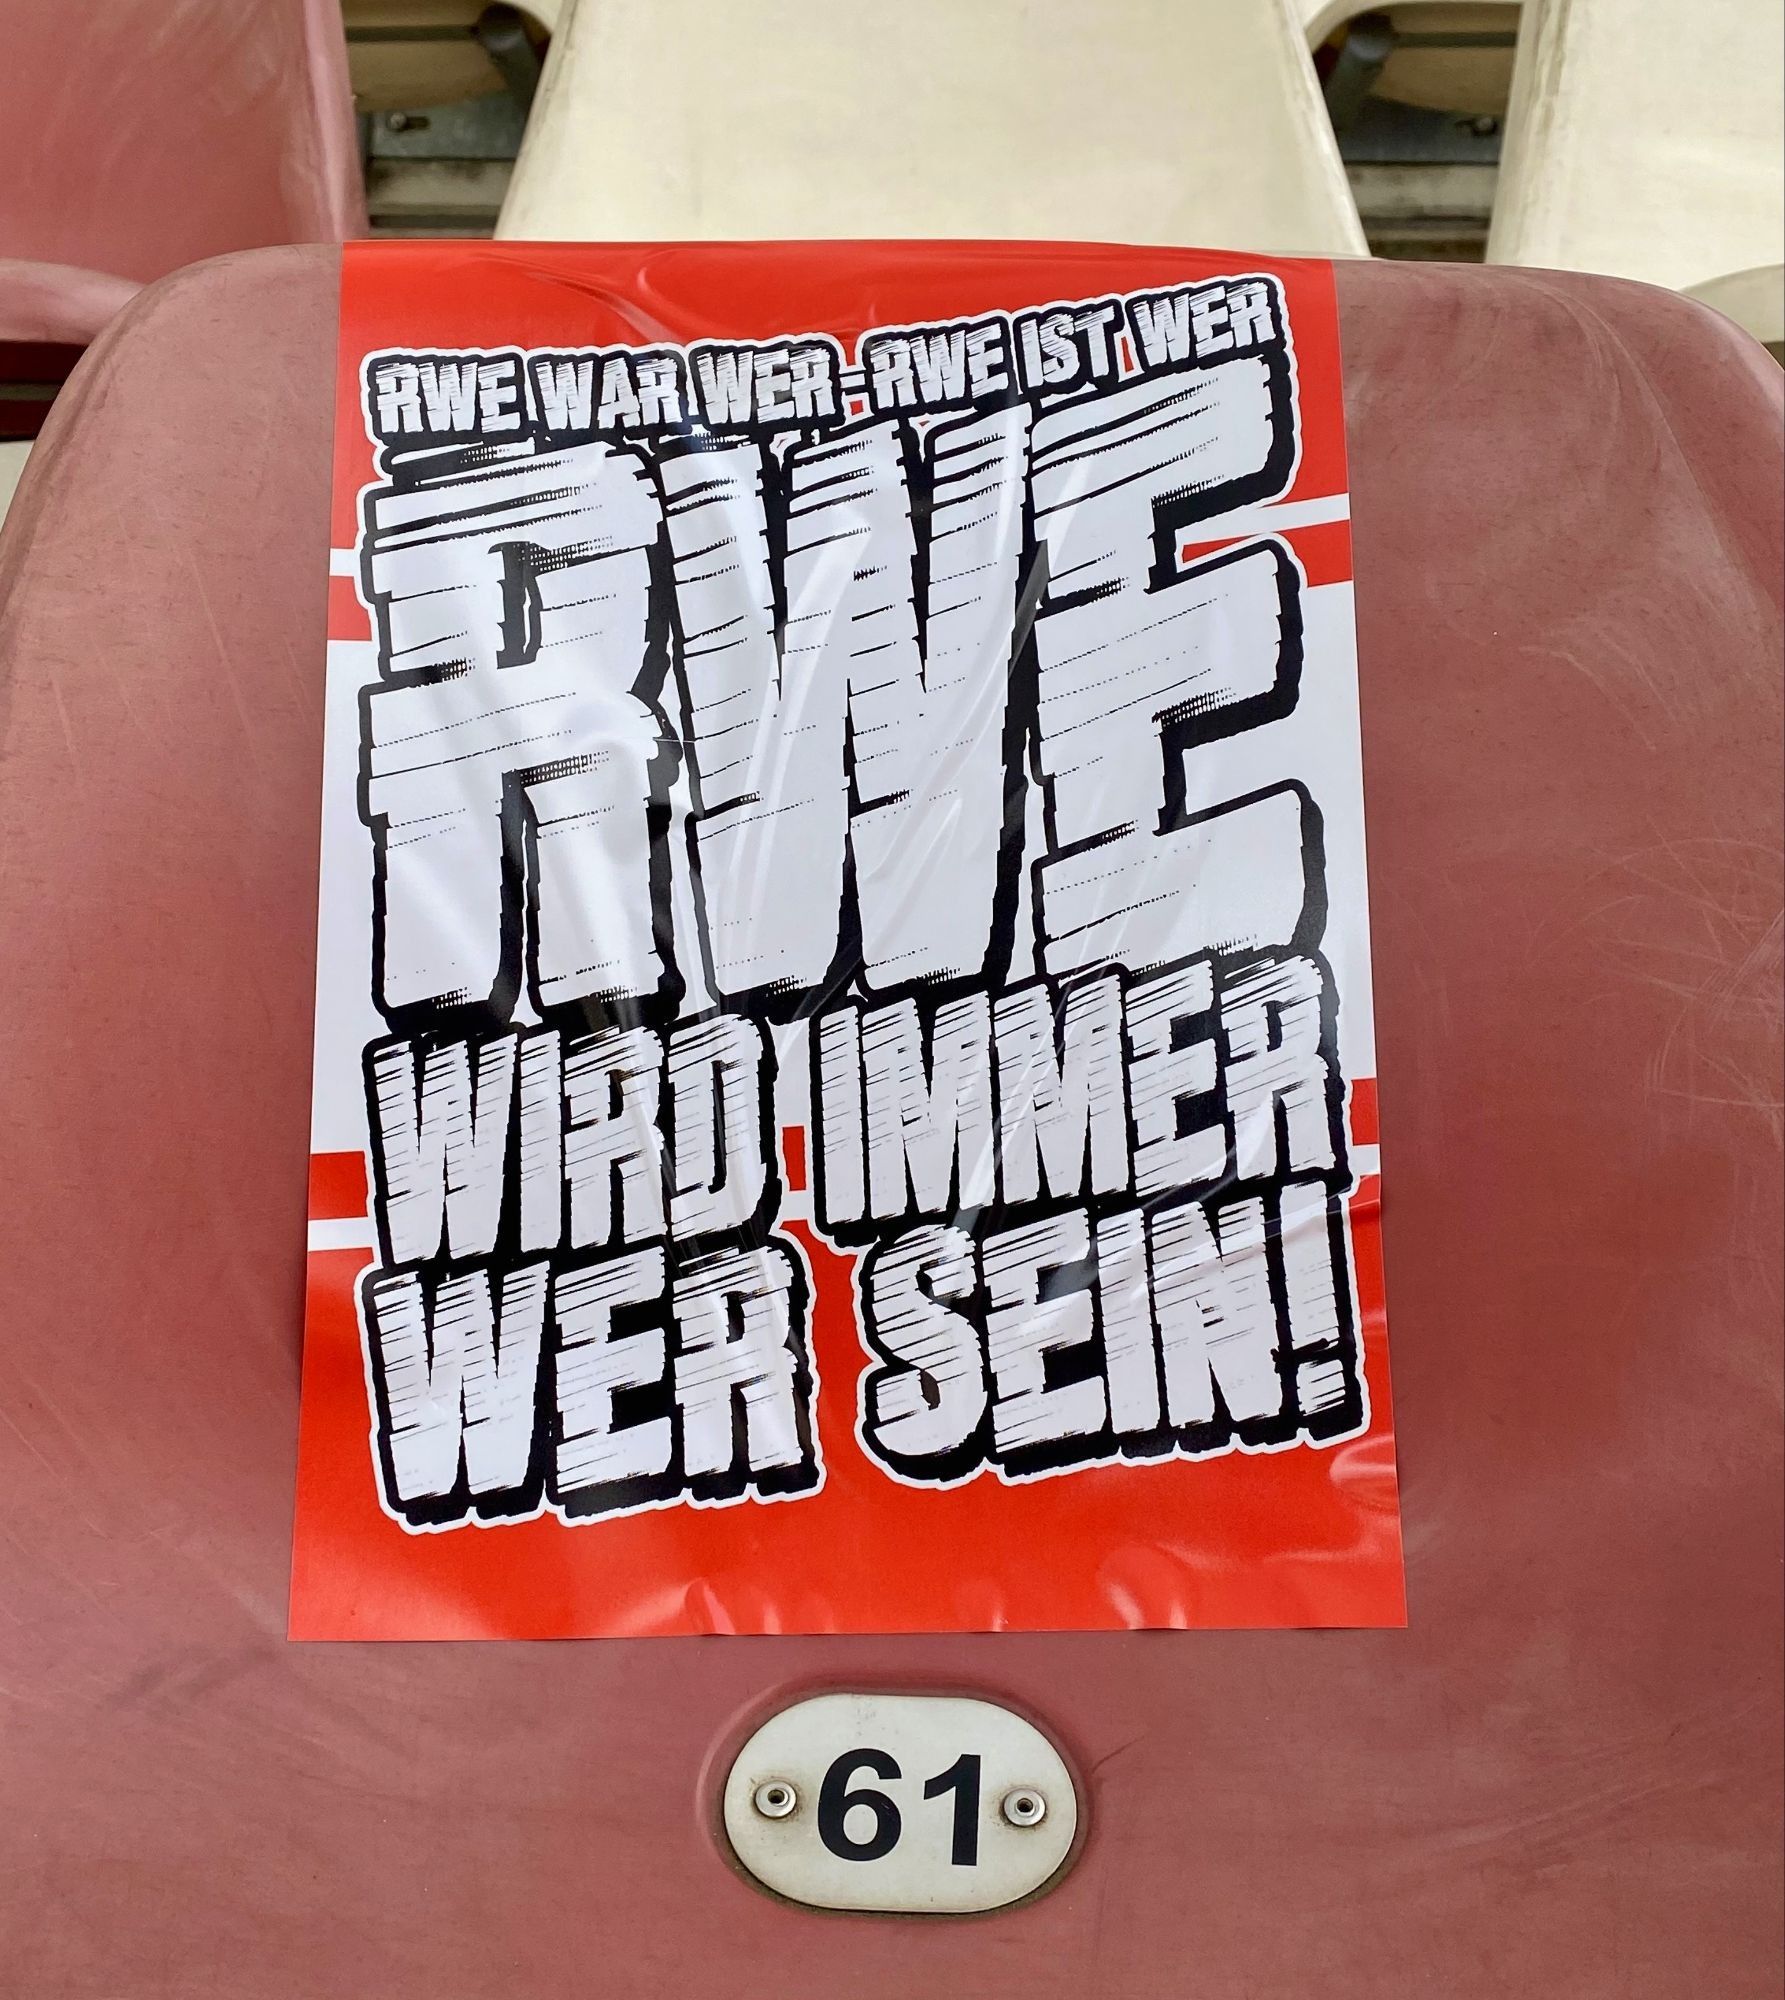 RWE WAR WER-RWE IST WER
RWE
WIRD IMMER
WER SEIN!
61